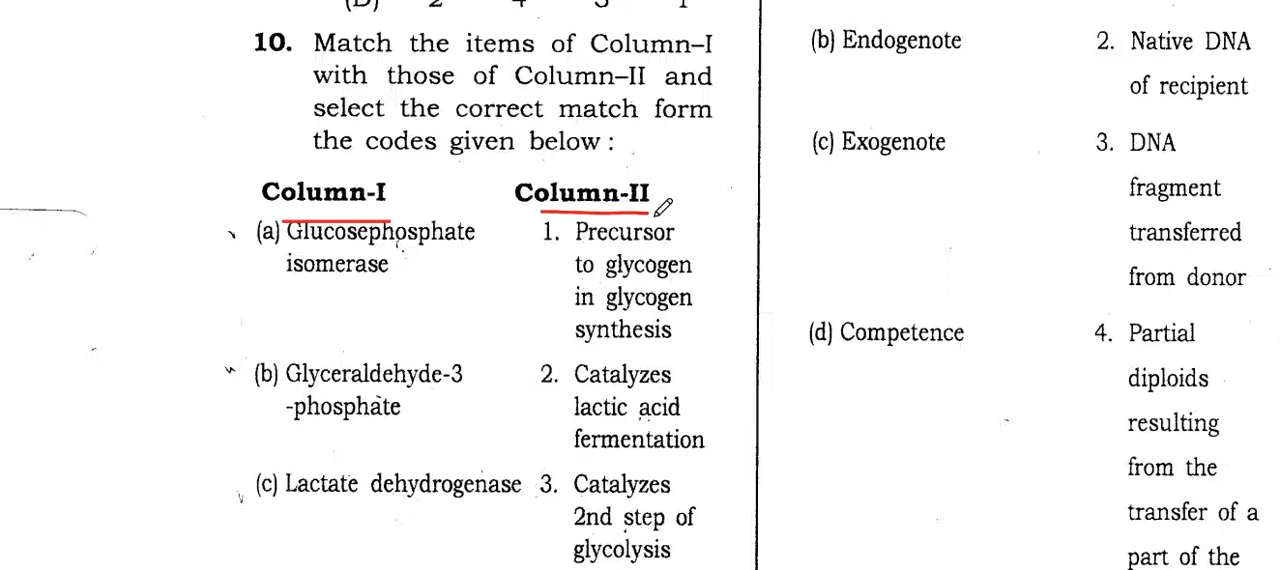 10. Match the items of Column–I
with those of Column–II and
select the correct match form
the codes given below :
Column-I Column-II
(a) Glucosephosphate 1. Precursor
isomerase to glycogen
in glycogen
synthesis
(b) Glyceraldehyde-3 2. Catalyzes
-phosphate lactic acid
fermentation
(c) Lactate dehydrogenase 3. Catalyzes
2nd step of
glycolysis
(b) Endogenote 2. Native DNA
of recipient
(c) Exogenote 3. DNA
fragment
transferred
from donor
(d) Competence 4. Partial
diploids
resulting
from the
transfer of a
part of the